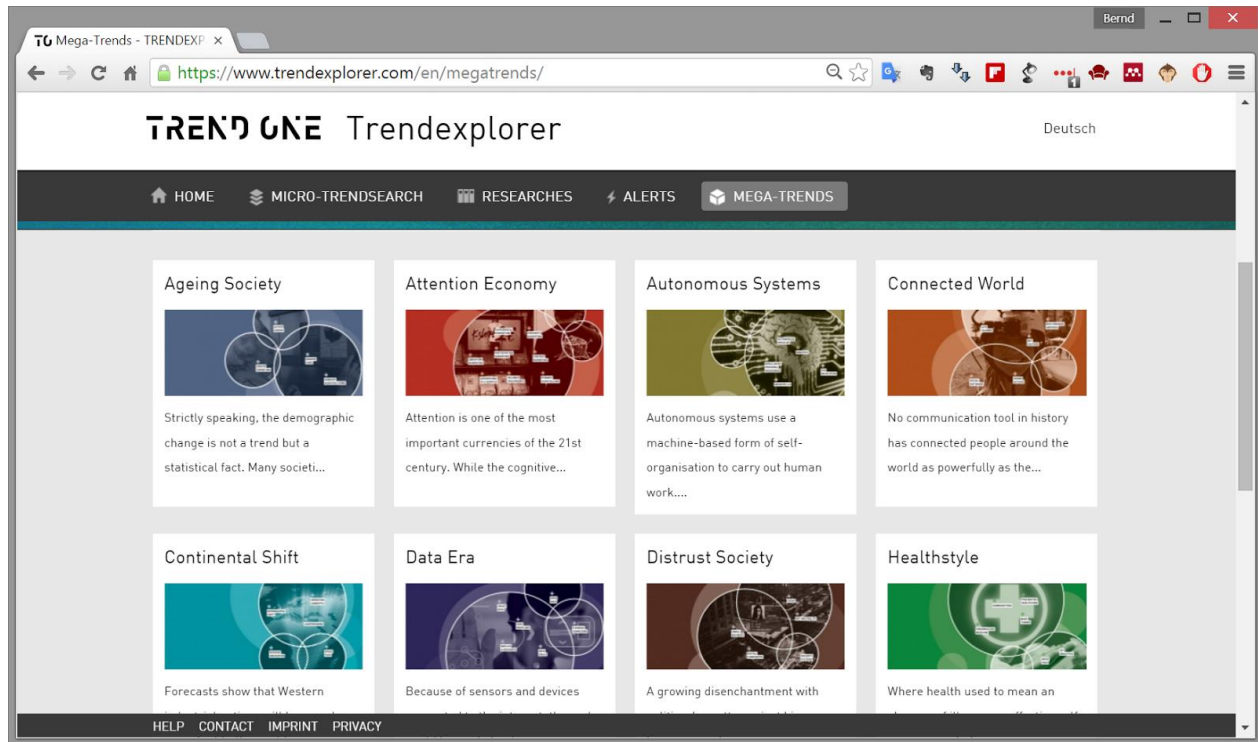 Bernd
TO Mega-Trends - TRENDEXP
https://www.trendexplorer.com/en/megatrends/
1
TREND ONE Trendexplorer
Deutsch
HOME MICRO-TRENDSEARCH RESEARCHES ALERTS MEGA-TRENDS
Ageing Society
Strictly speaking, the demographic
change is not a trend but a
statistical fact. Many societi...
Attention Economy
Attention is one of the most
important currencies of the 21st
century. While the cognitive...
Autonomous Systems
Autonomous systems use a
machine-based form of self-
organisation to carry out human
work....
Connected World
No communication tool in history
has connected people around the
world as powerfully as the...
Continental Shift
Forecasts show that Western
Data Era
Because of sensors and devices
Distrust Society
A growing disenchantment with
Healthstyle
Where health used to mean an
HELP CONTACT IMPRINT PRIVACY